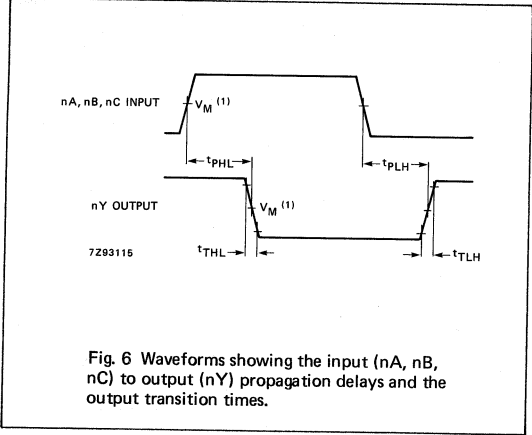 nA, nB, nC INPUT
VM (1)
tPHL
tPLH
nY OUTPUT
VM (1)
7Z93115
tTHL
tTLH
Fig. 6 Waveforms showing the input (nA, nB,
nC) to output (nY) propagation delays and the
output transition times.